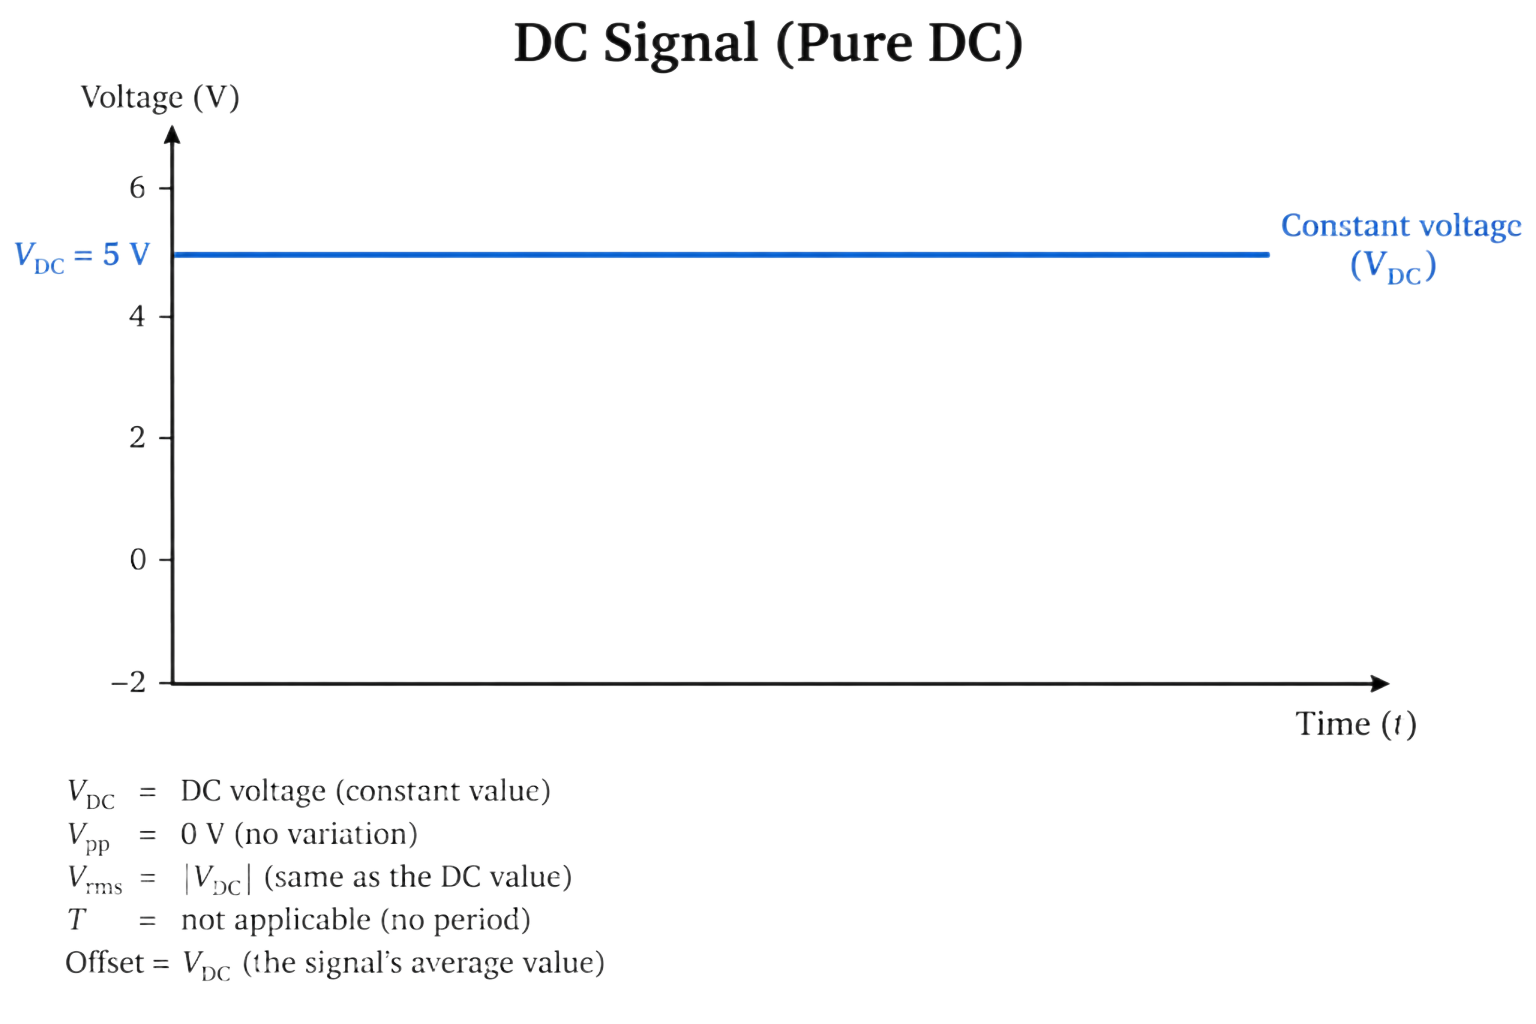 DC Signal (Pure DC)
Voltage (V)
6
V_DC = 5 V
Constant voltage
(V_DC)
4
2
0
−2
Time (t)
V_DC = DC voltage (constant value)
V_pp = 0 V (no variation)
V_rms = |V_DC| (same as the DC value)
T = not applicable (no period)
Offset = V_DC (the signal’s average value)